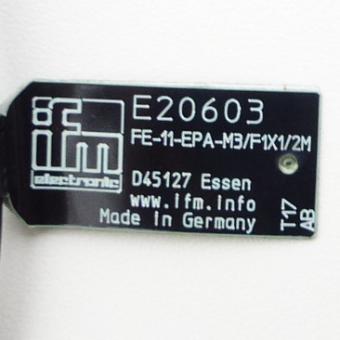 ifm
electronic
E20603
FE-11-EPA-M3/F1X1/2M
D45127 Essen
www.ifm.info
Made in Germany
T17
AB